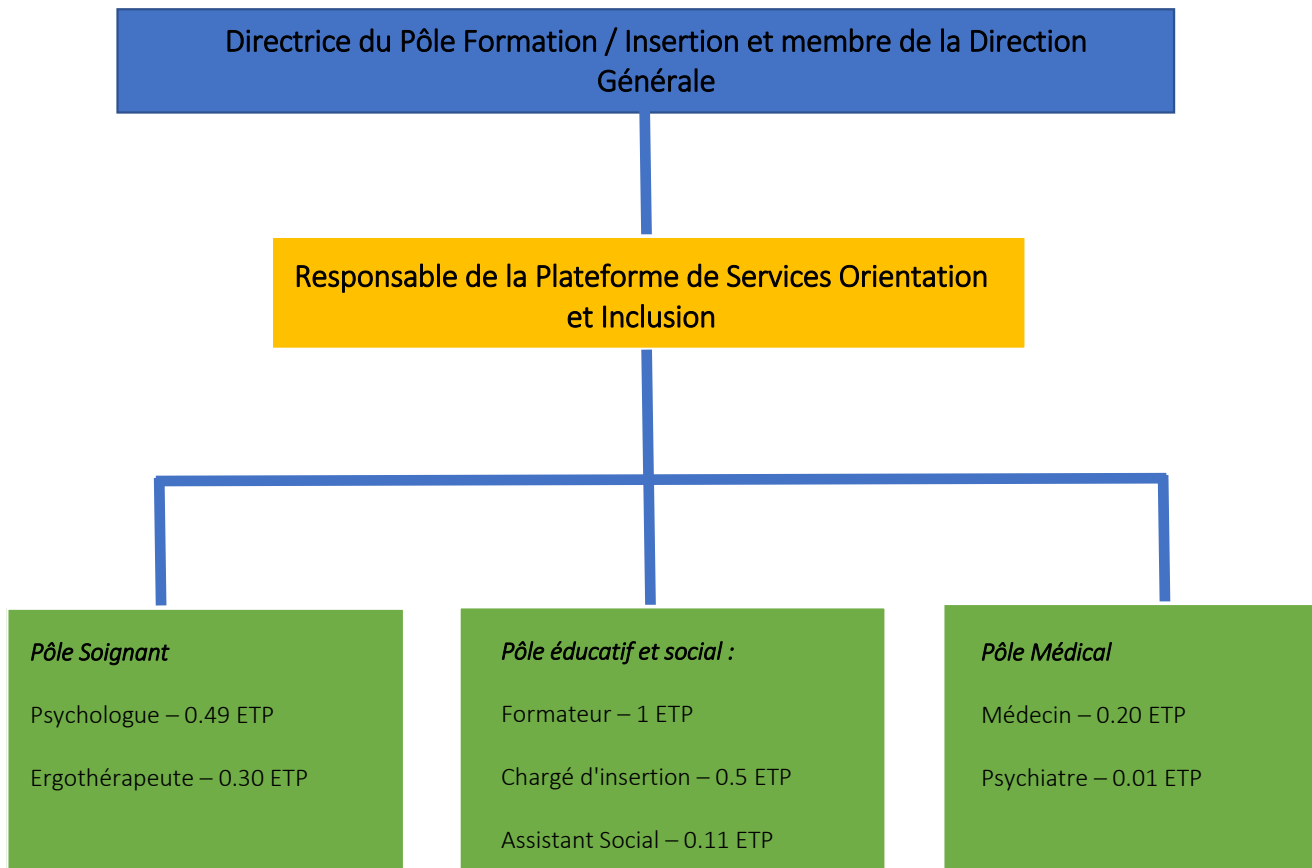 Directrice du Pôle Formation / Insertion et membre de la Direction
Générale
Responsable de la Plateforme de Services Orientation
et Inclusion
Pôle Soignant
Psychologue – 0.49 ETP
Ergothérapeute – 0.30 ETP
Pôle éducatif et social :
Formateur – 1 ETP
Chargé d'insertion – 0.5 ETP
Assistant Social – 0.11 ETP
Pôle Médical
Médecin – 0.20 ETP
Psychiatre – 0.01 ETP